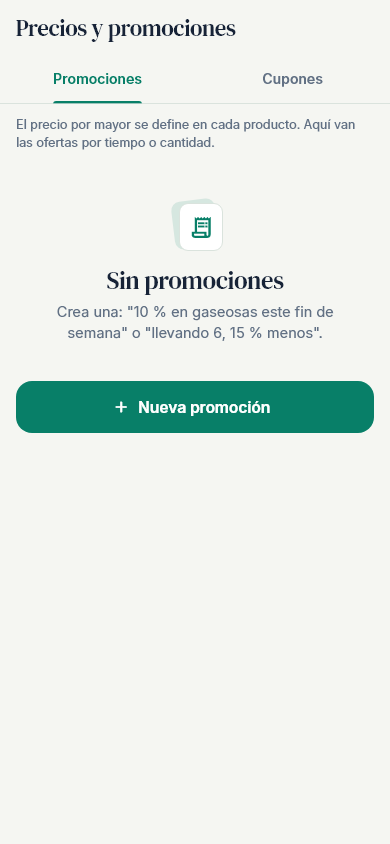 Precios y promociones
Promociones
Cupones
El precio por mayor se define en cada producto. Aquí van
las ofertas por tiempo o cantidad.
Sin promociones
Crea una: "10 % en gaseosas este fin de
semana" o "llevando 6, 15 % menos".
+ Nueva promoción